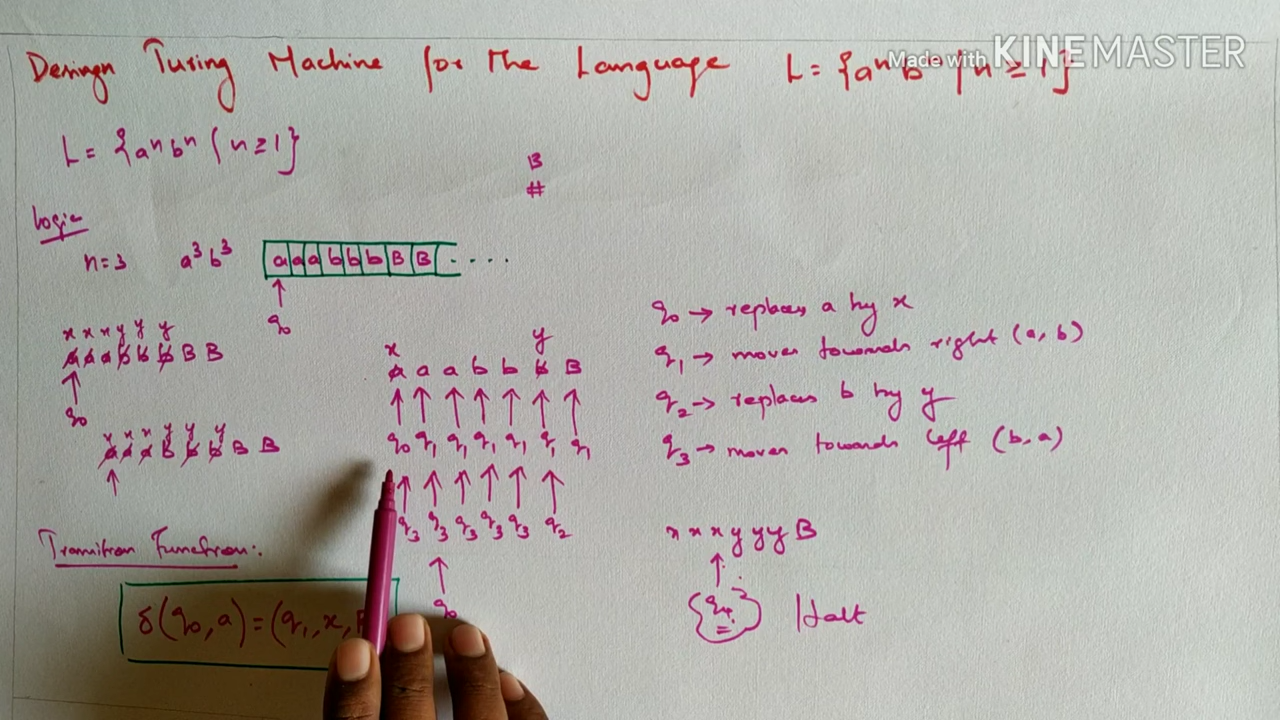 Design Turing Machine for the Language L = {aⁿbⁿ | n ≥ 1}
Made with KINEMASTER
L = {aⁿbⁿ | n ≥ 1}
B
#
Logic
n=3 a³b³ a a a b b b B B ....
q₀
x x x y y y
a a a b b b B B
q₀
x x x y y y
a a a b b b B B
x y
a a a b b b B
q₀ q₁ q₁ q₁ q₁ q₁ q₁
q₃ q₃ q₃ q₃ q₃ q₂
q₀
q₀ → replaces a by x
q₁ → moves towards right (a, b)
q₂ → replaces b by y
q₃ → moves towards left (b, a)
x x x y y y B
{q₄} Halt
Transition Function:
δ(q₀, a) = (q₁, x,